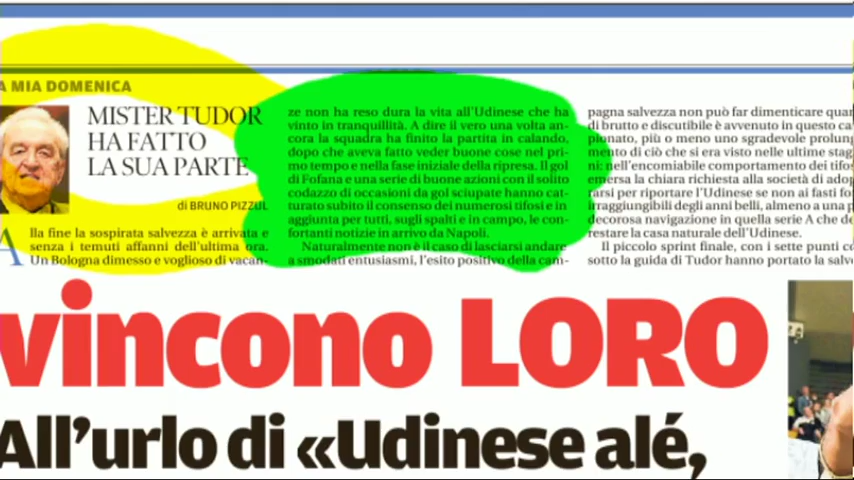 A MIA DOMENICA
MISTER TUDOR
HA FATTO
LA SUA PARTE
di BRUNO PIZZUL
Alla fine la sospirata salvezza è arrivata e
senza i temuti affanni dell'ultima ora.
Un Bologna dimesso e voglioso di vacan-
ze non ha reso dura la vita all'Udinese che ha
vinto in tranquillità. A dire il vero una volta an-
cora la squadra ha finito la partita in calando,
dopo che aveva fatto veder buone cose nel pri-
mo tempo e nella fase iniziale della ripresa. Il gol
di Fofana e una serie di buone azioni con il solito
codazzo di occasioni da gol sciupate hanno cat-
turato subito il consenso dei numerosi tifosi e in
aggiunta per tutti, sugli spalti e in campo, le con-
fortanti notizie in arrivo da Napoli.
Naturalmente non è il caso di lasciarsi andare
a smodati entusiasmi, l'esito positivo della cam-
pagna salvezza non può far dimenticare quan
di brutto e discutibile è avvenuto in questo ca
pionato, più o meno uno sgradevole prolung
mento di ciò che si era visto nelle ultime stag
ni: nell'encomiabile comportamento dei tifos
emersa la chiara richiesta alla società di adop
rarsi per riportare l'Udinese se non ai fasti fo
irraggiungibili degli anni belli, almeno a una p
decorosa navigazione in quella serie A che de
restare la casa naturale dell'Udinese.
Il piccolo sprint finale, con i sette punti co
sotto la guida di Tudor hanno portato la salve
vincono LORO
All'urlo di «Udinese alé,